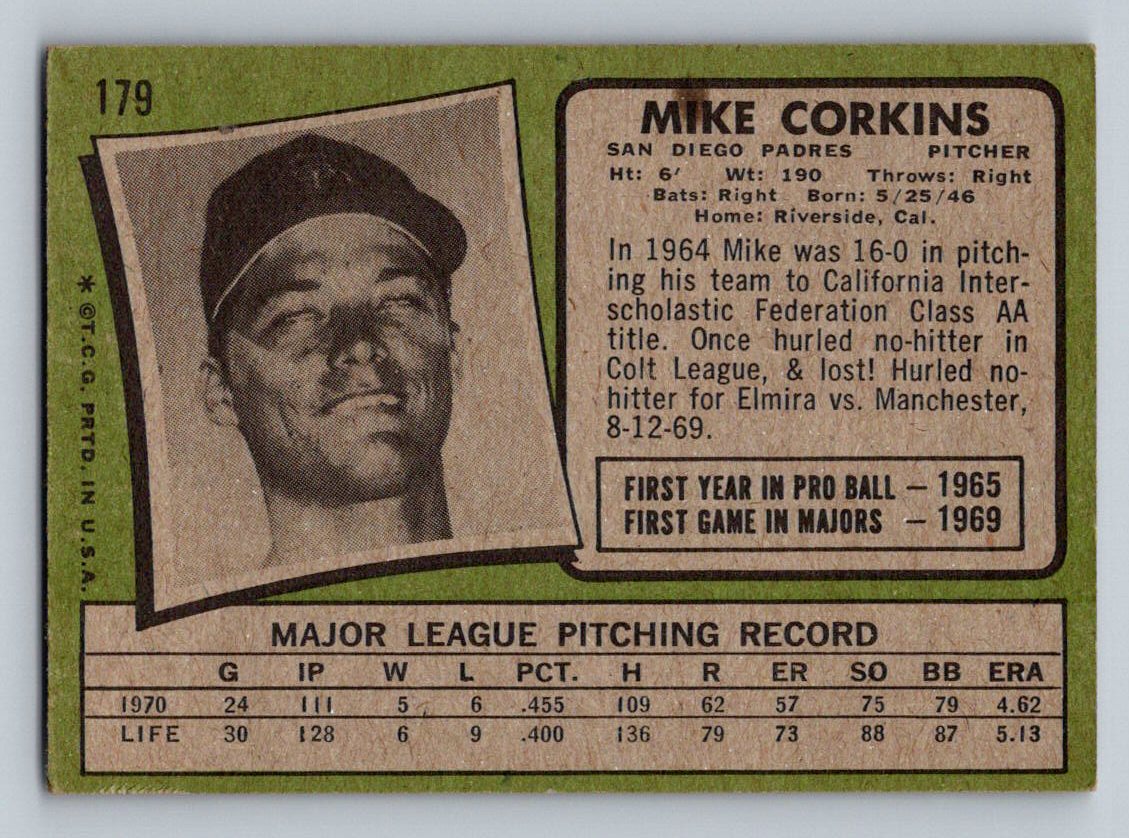 179
MIKE CORKINS
SAN DIEGO PADRES PITCHER
Ht: 6' Wt: 190 Throws: Right
Bats: Right Born: 5/25/46
Home: Riverside, Cal.
In 1964 Mike was 16-0 in pitch-
ing his team to California Inter-
scholastic Federation Class AA
title. Once hurled no-hitter in
Colt League, & lost! Hurled no-
hitter for Elmira vs. Manchester,
8-12-69.
FIRST YEAR IN PRO BALL – 1965
FIRST GAME IN MAJORS – 1969
* ©T.C.G. PRTD. IN U.S.A.
MAJOR LEAGUE PITCHING RECORD
G IP W L PCT. H R ER SO BB ERA
1970 24 111 5 6 .455 109 62 57 75 79 4.62
LIFE 30 128 6 9 .400 136 79 73 88 87 5.13